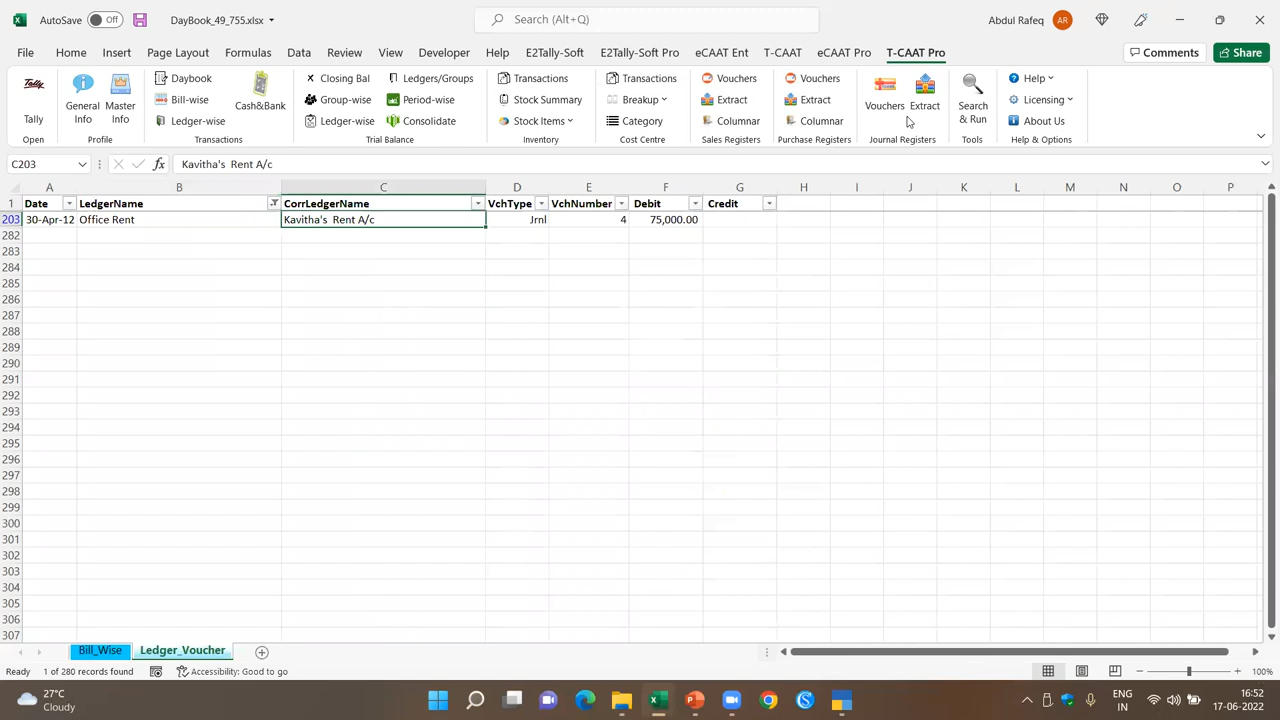 AutoSave Off DayBook_49_755.xlsx Search (Alt+Q) Abdul Rafeq AR
File Home Insert Page Layout Formulas Data Review View Developer Help E2Tally-Soft E2Tally-Soft Pro eCAAT Ent T-CAAT eCAAT Pro T-CAAT Pro Comments Share
Tally
Tally
Open
General Info
Master Info
Profile
Daybook
Bill-wise
Ledger-wise
Cash&Bank
Transactions
Closing Bal
Group-wise
Ledger-wise
Ledgers/Groups
Period-wise
Consolidate
Trial Balance
Transactions
Stock Summary
Stock Items
Inventory
Transactions
Breakup
Category
Cost Centre
Vouchers
Extract
Columnar
Sales Registers
Vouchers
Extract
Columnar
Purchase Registers
Vouchers
Extract
Journal Registers
Search & Run
Tools
Help
Licensing
About Us
Help & Options
C203 fx Kavitha's  Rent A/c
A B C D E F G H I J K L M N O P
1 Date LedgerName CorrLedgerName VchType VchNumber Debit Credit
203 30-Apr-12 Office Rent Kavitha's  Rent A/c Jrnl 4 75,000.00
282
283
284
285
286
287
288
289
290
291
292
293
294
295
296
297
298
299
300
301
302
303
304
305
306
307
Bill_Wise Ledger_Voucher
Ready 1 of 280 records found Accessibility: Good to go 100%
27°C
Cloudy
ENG
IN
16:52
17-06-2022